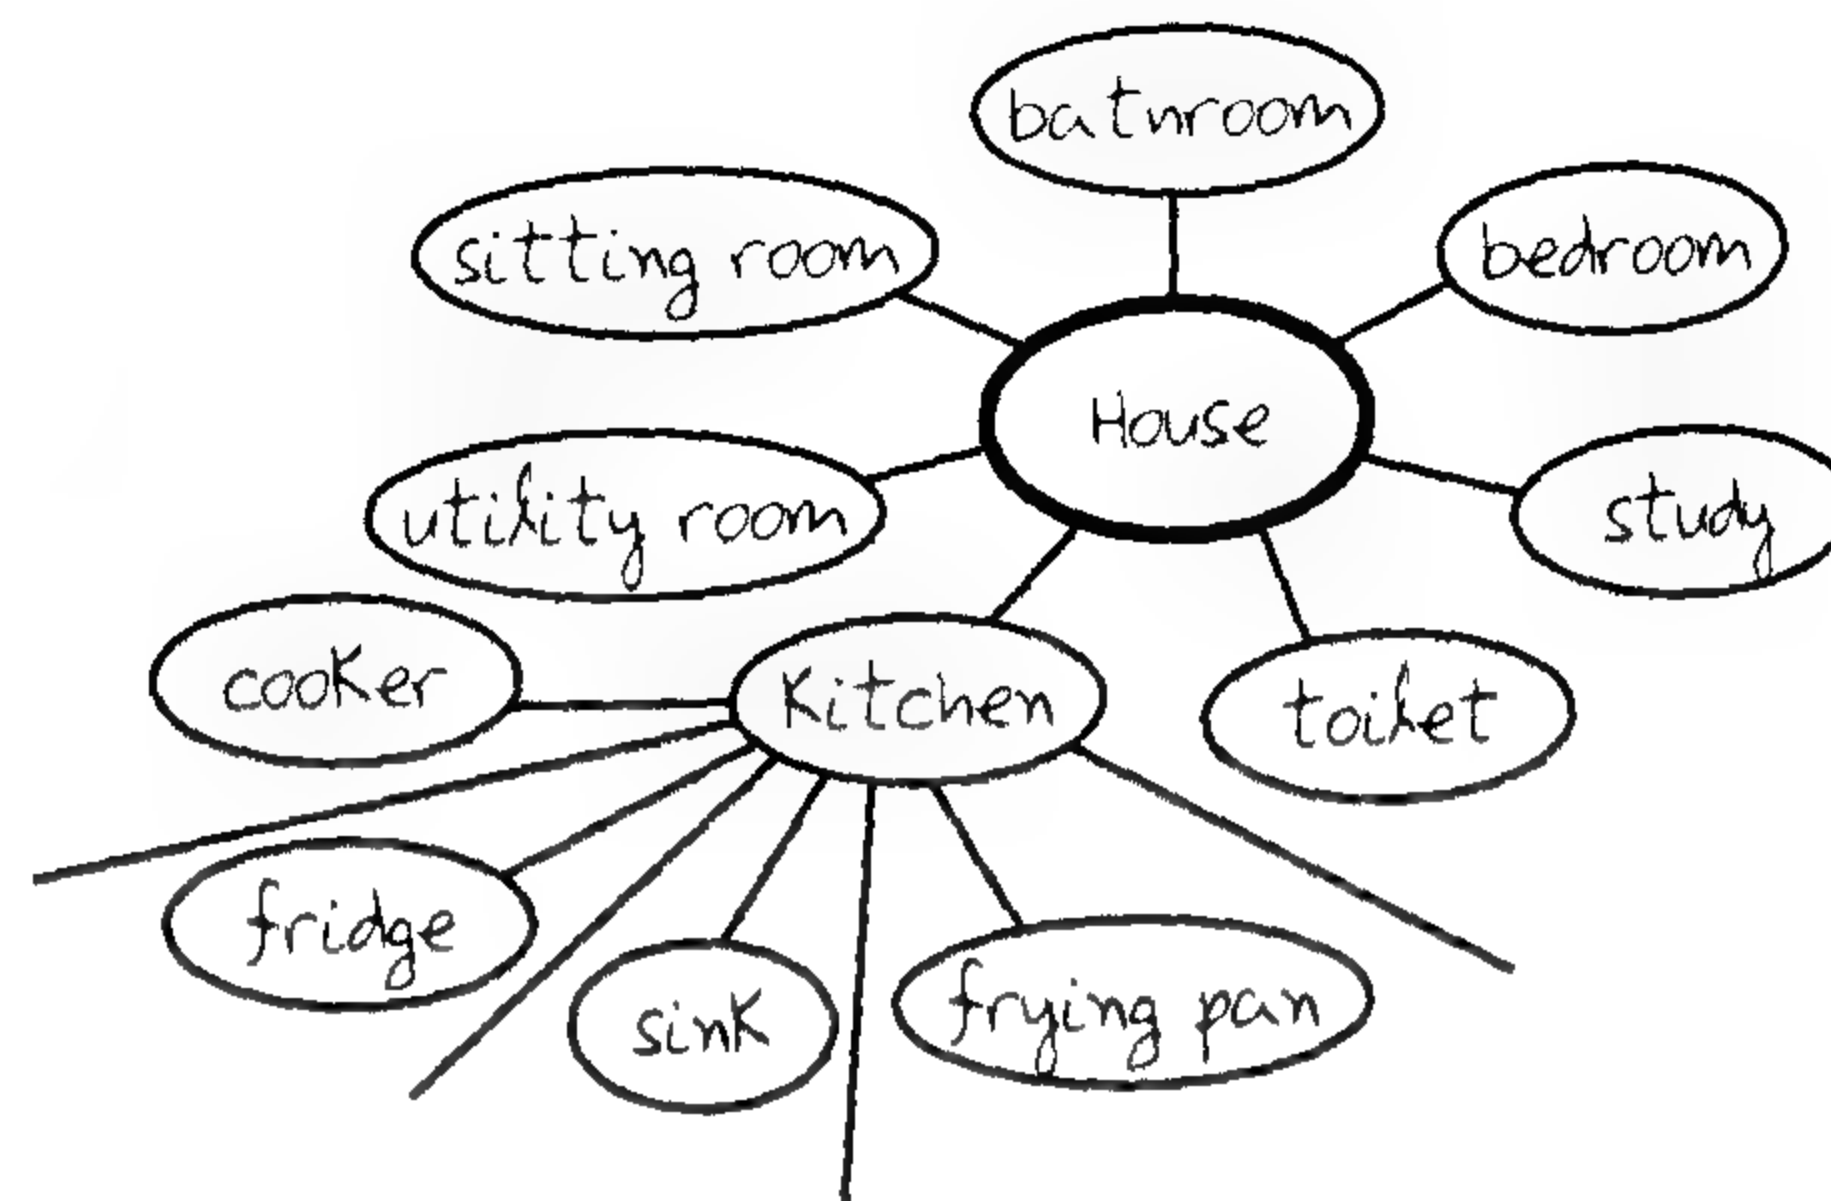 bathroom
sitting room
bedroom
House
utility room
study
cooker
Kitchen
toilet
fridge
sink
frying pan